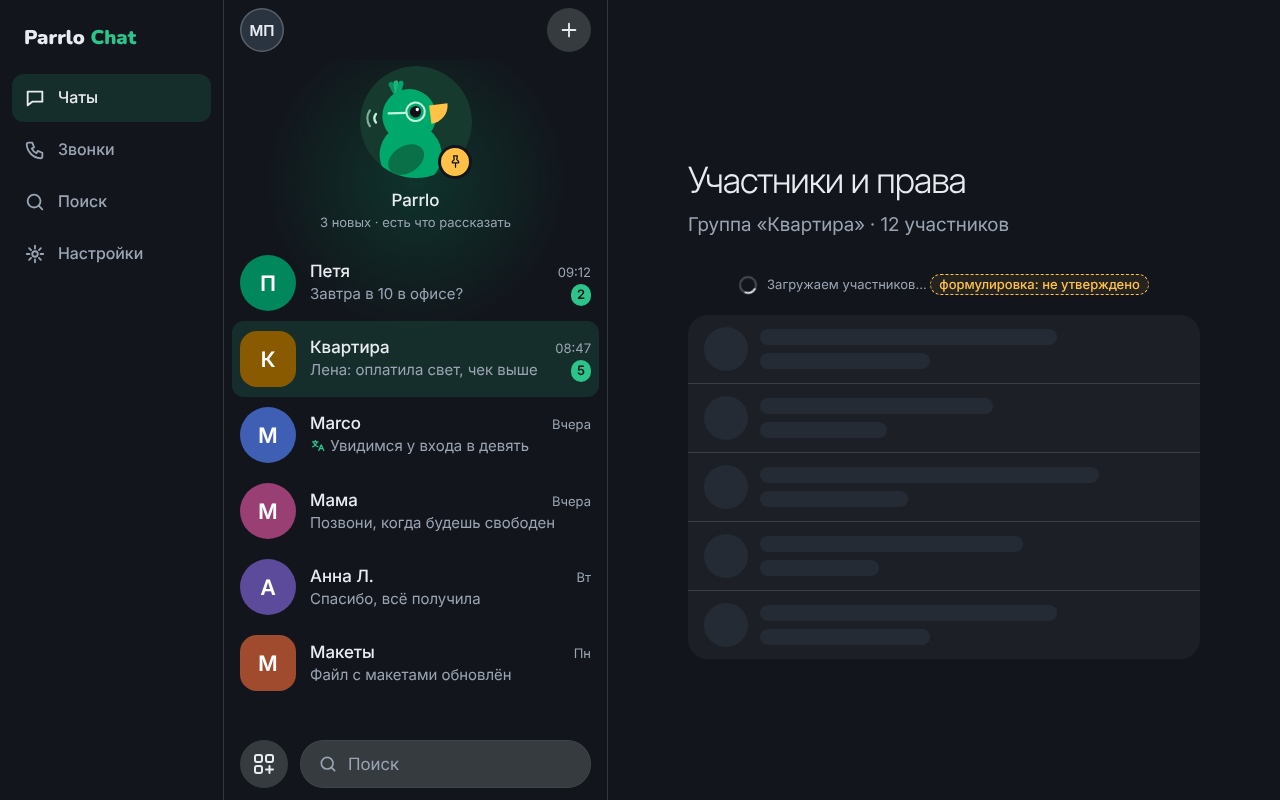 Parrlo Chat
Чаты
Звонки
Поиск
Настройки
МП
Parrlo
3 новых · есть что рассказать
П
Петя
09:12
Завтра в 10 в офисе?
2
К
Квартира
08:47
Лена: оплатила свет, чек выше
5
M
Marco
Вчера
Увидимся у входа в девять
М
Мама
Вчера
Позвони, когда будешь свободен
А
Анна Л.
Вт
Спасибо, всё получила
М
Макеты
Пн
Файл с макетами обновлён
Поиск
Участники и права
Группа «Квартира» · 12 участников
Загружаем участников… формулировка: не утверждено